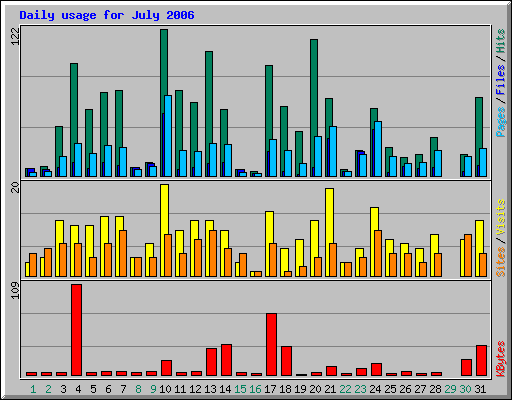 Daily usage for July 2006
122
Pages / Files / Hits
20
Sites / Visits
109
KBytes
1 2 3 4 5 6 7 8 9 10 11 12 13 14 15 16 17 18 19 20 21 22 23 24 25 26 27 28 29 30 31